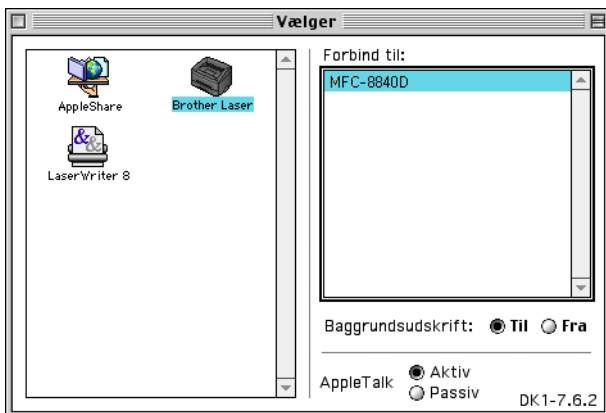 Vælger
AppleShare
Brother Laser
LaserWriter 8
Forbind til:
MFC-8840D
Baggrundsudskrift: Til Fra
AppleTalk Aktiv
Passiv
DK1-7.6.2